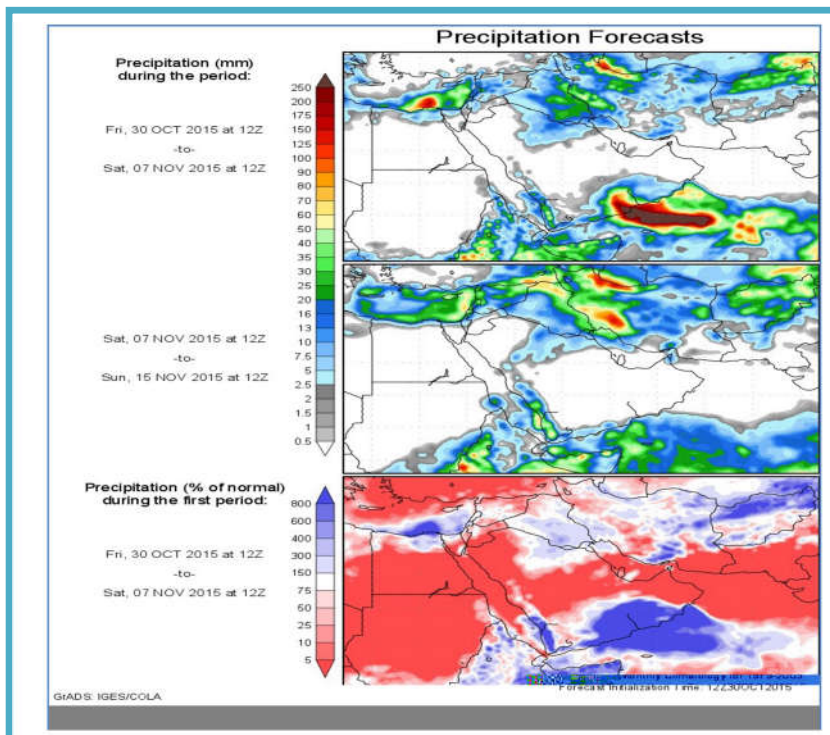 Precipitation Forecasts
Precipitation (mm)
during the period:
Fri, 30 OCT 2015 at 12Z
-to-
Sat, 07 NOV 2015 at 12Z
250
200
175
150
125
100
90
80
70
60
50
40
35
30
25
20
16
13
10
7.5
5
2.5
2
1.5
1
0.5
Sat, 07 NOV 2015 at 12Z
-to-
Sun, 15 NOV 2015 at 12Z
Precipitation (% of normal)
during the first period:
Fri, 30 OCT 2015 at 12Z
-to-
Sat, 07 NOV 2015 at 12Z
800
600
400
300
150
75
50
25
10
5
Forecast Initialization Time: 12Z30OCT2015
GrADS: IGES/COLA